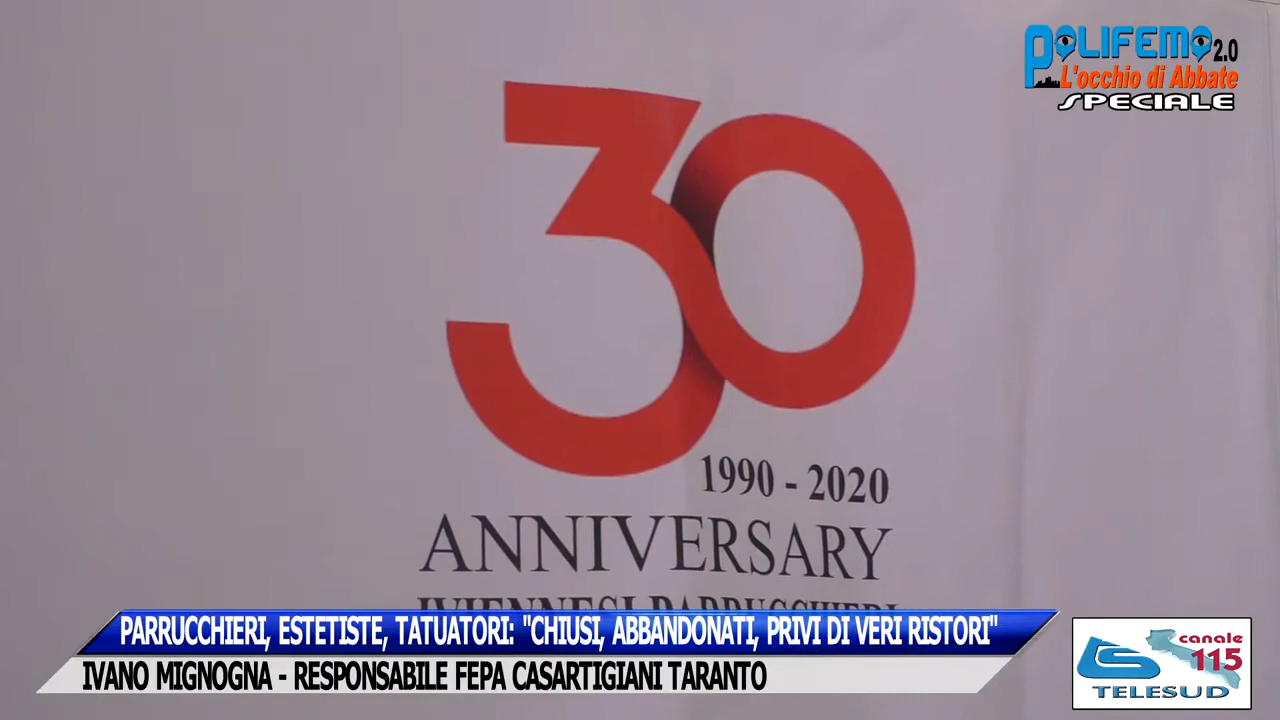 POLIFEMO 2.0
L'occhio di Abbate
SPECIALE
30
1990 - 2020
ANNIVERSARY
PARRUCCHIERI, ESTETISTE, TATUATORI: "CHIUSI, ABBANDONATI, PRIVI DI VERI RISTORI"
IVANO MIGNOGNA - RESPONSABILE FEPA CASARTIGIANI TARANTO
canale
115
TELESUD